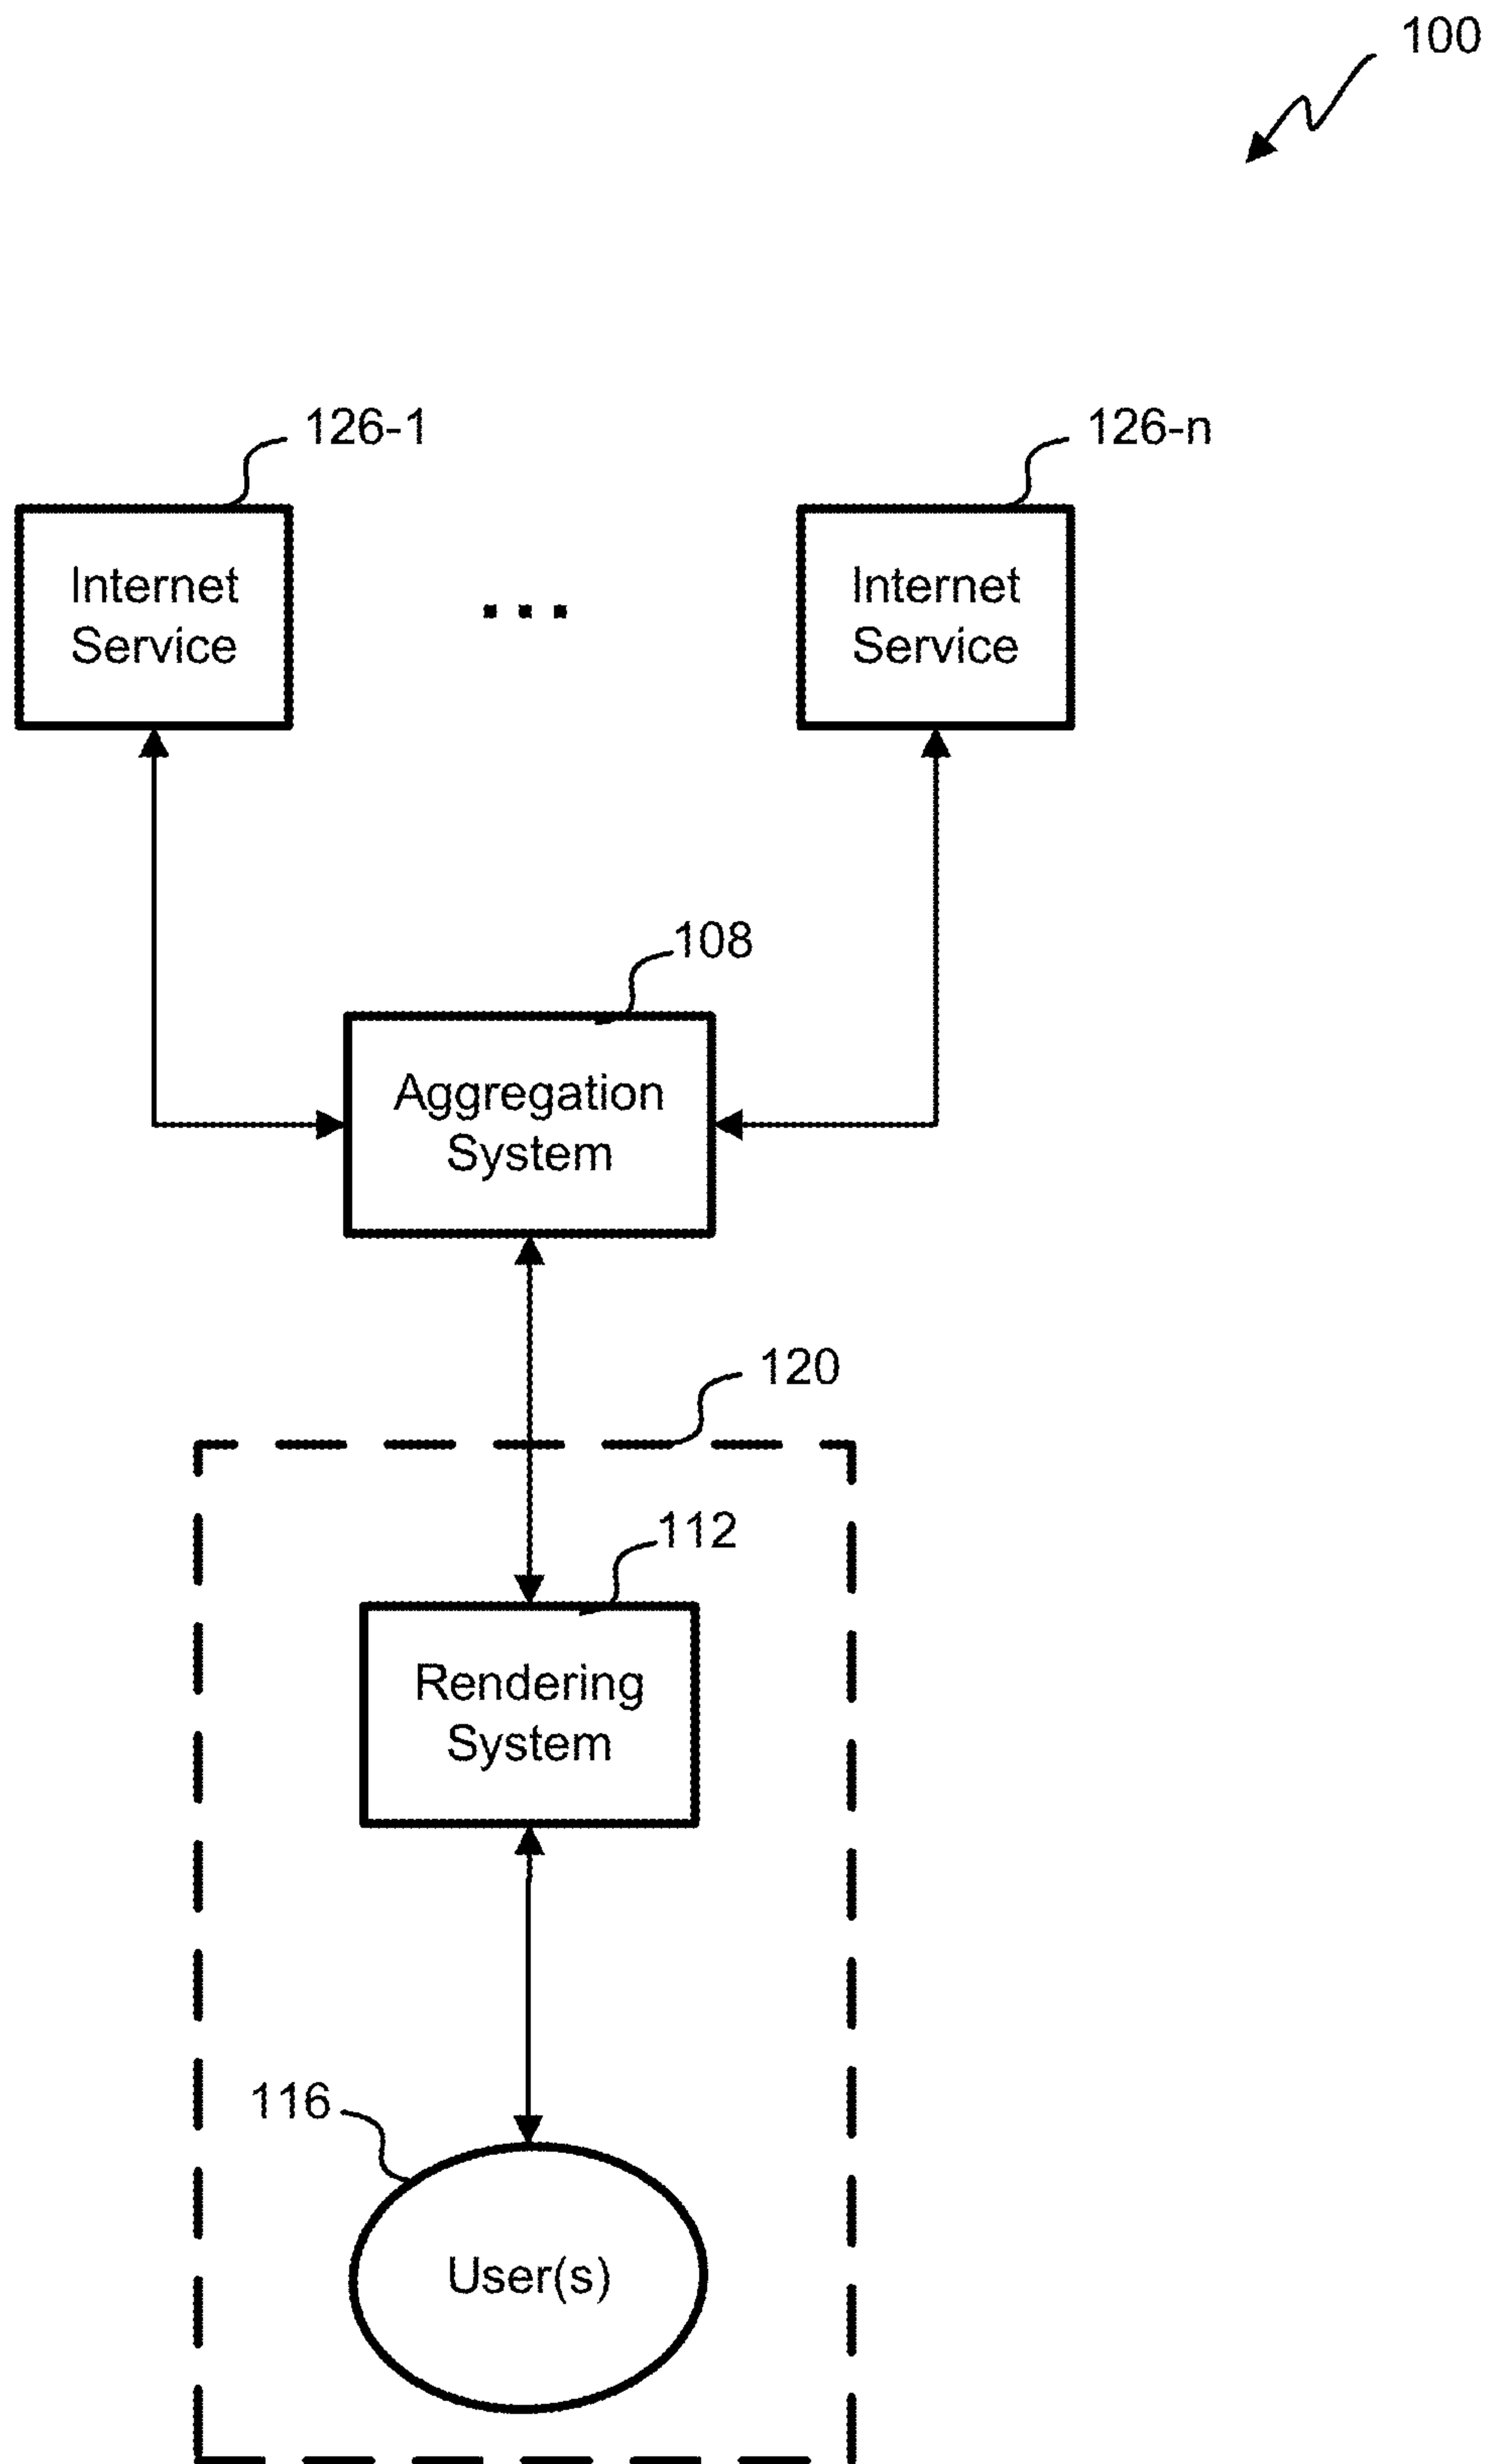 100
126-1
126-n
Internet
Service
...
Internet
Service
108
Aggregation
System
120
112
Rendering
System
116
User(s)